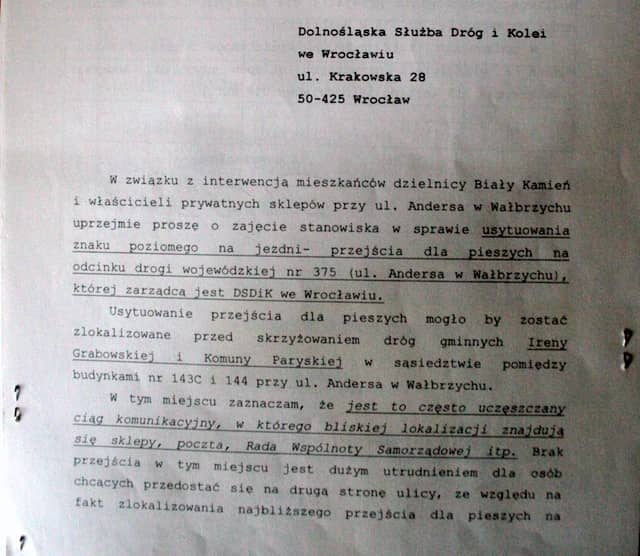 Dolnośląska Służba Dróg i Kolei
we Wrocławiu
ul. Krakowska 28
50-425 Wrocław
W związku z interwencją mieszkańców dzielnicy Biały Kamień
i właścicieli prywatnych sklepów przy ul. Andersa w Wałbrzychu
uprzejmie proszę o zajęcie stanowiska w sprawie usytuowania
znaku poziomego na jezdni- przejścia dla pieszych na
odcinku drogi wojewódzkiej nr 375 (ul. Andersa w Wałbrzychu),
której zarządcą jest DSDiK we Wrocławiu.
Usytuowanie przejścia dla pieszych mogło by zostać
zlokalizowane przed skrzyżowaniem dróg gminnych Ireny
Grabowskiej i Komuny Paryskiej w sąsiedztwie pomiędzy
budynkami nr 143C i 144 przy ul. Andersa w Wałbrzychu.
W tym miejscu zaznaczam, że jest to często uczęszczany
ciąg komunikacyjny, w którego bliskiej lokalizacji znajdują
się sklepy, poczta, Rada Wspólnoty Samorządowej itp. Brak
przejścia w tym miejscu jest dużym utrudnieniem dla osób
chcących przedostać się na drugą stronę ulicy, ze względu na
fakt zlokalizowania najbliższego przejścia dla pieszych na